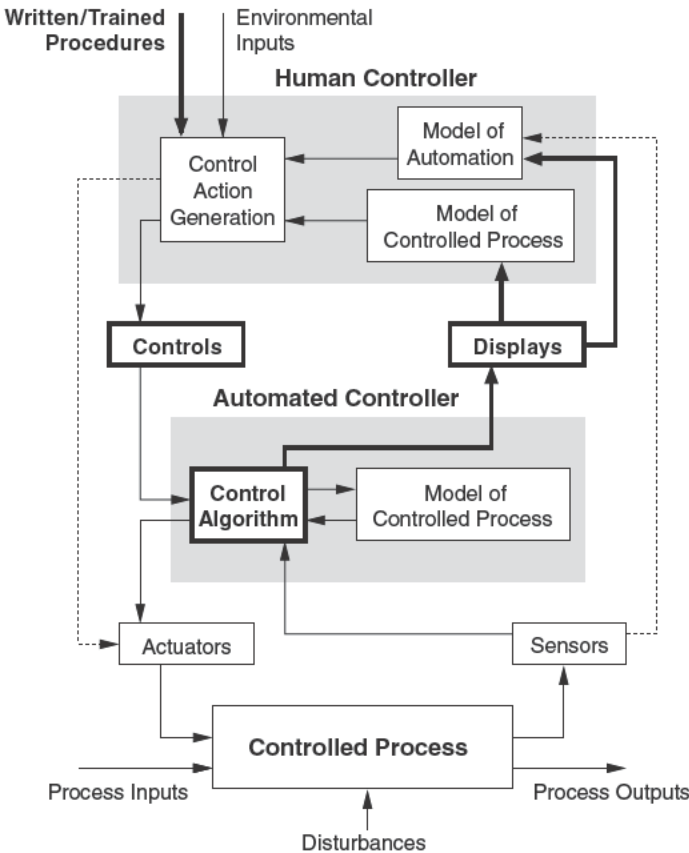 Written/Trained
Procedures
Environmental
Inputs
Human Controller
Control
Action
Generation
Model of
Automation
Model of
Controlled Process
Controls
Displays
Automated Controller
Control
Algorithm
Model of
Controlled Process
Actuators
Sensors
Controlled Process
Process Inputs
Process Outputs
Disturbances